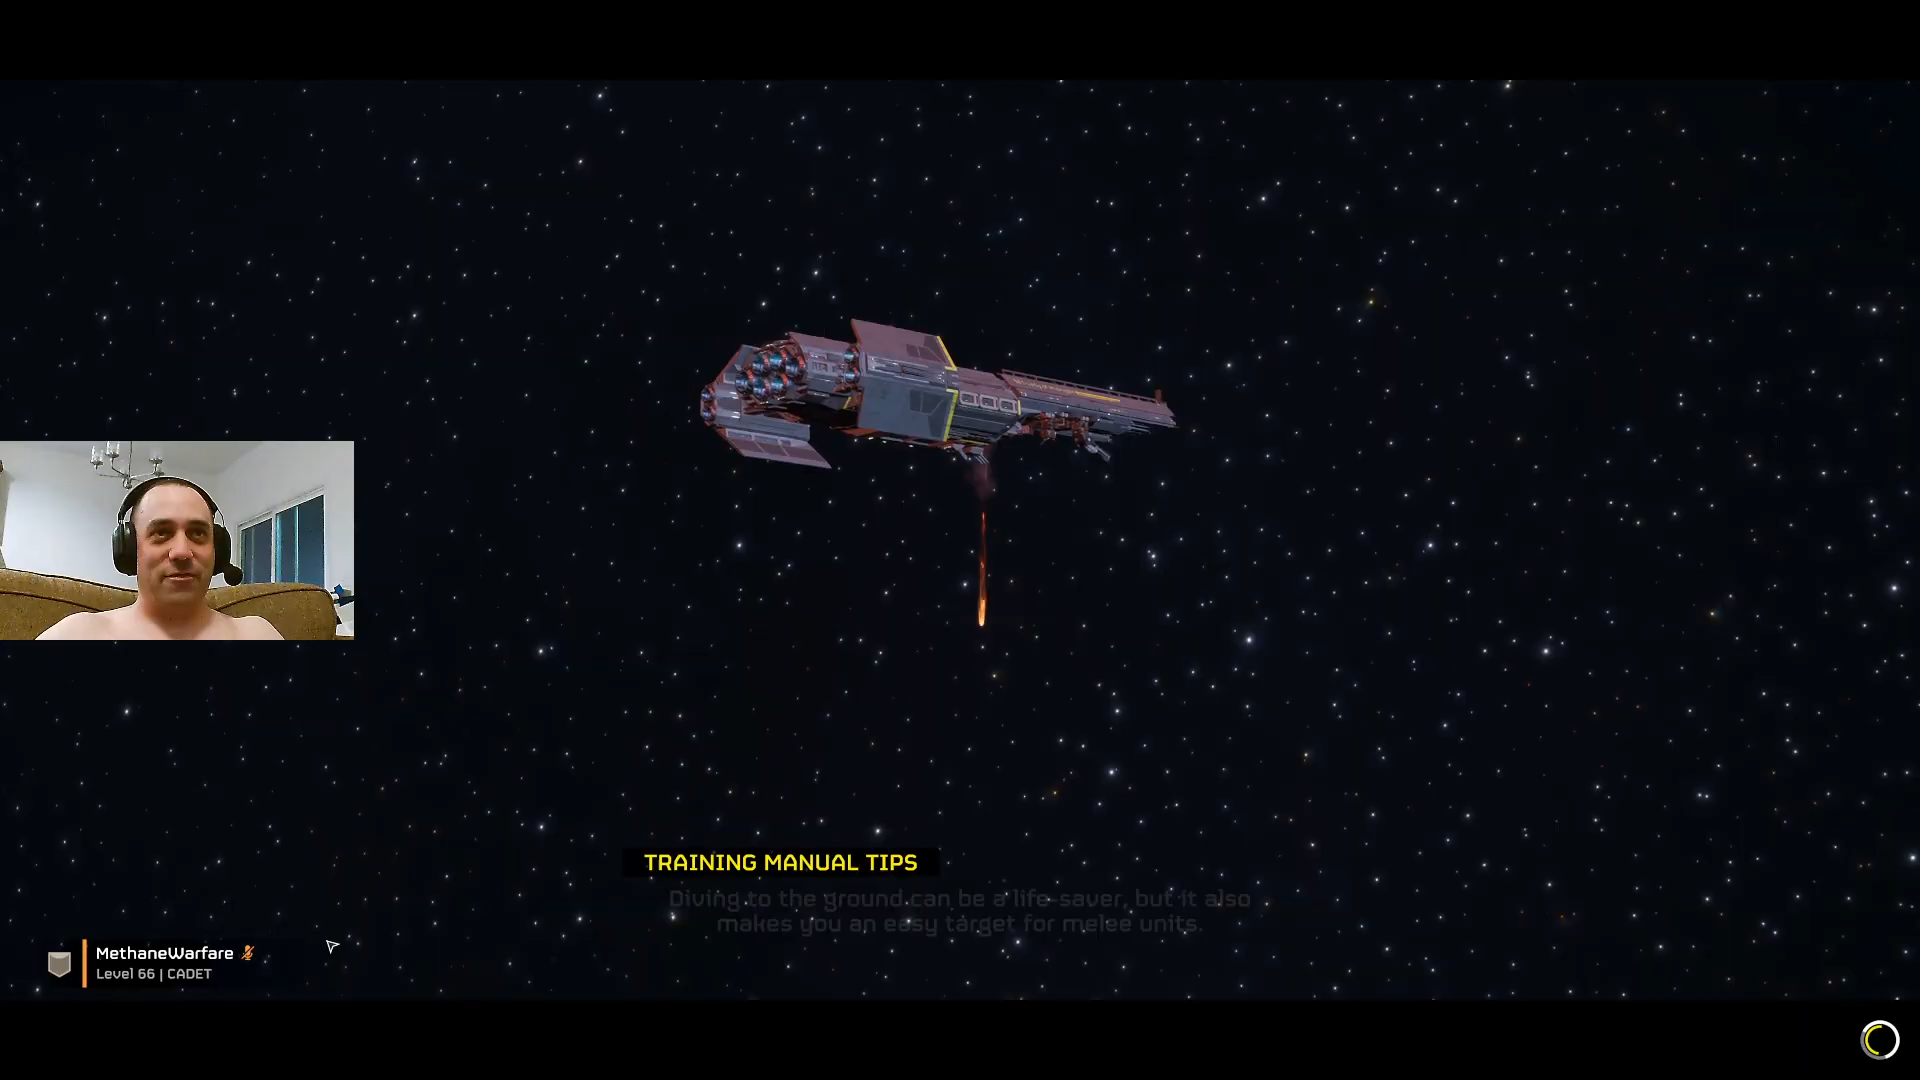 TRAINING MANUAL TIPS
Diving to the ground can be a life-saver, but it also
makes you an easy target for melee units.
MethaneWarfare
Level 66 | CADET